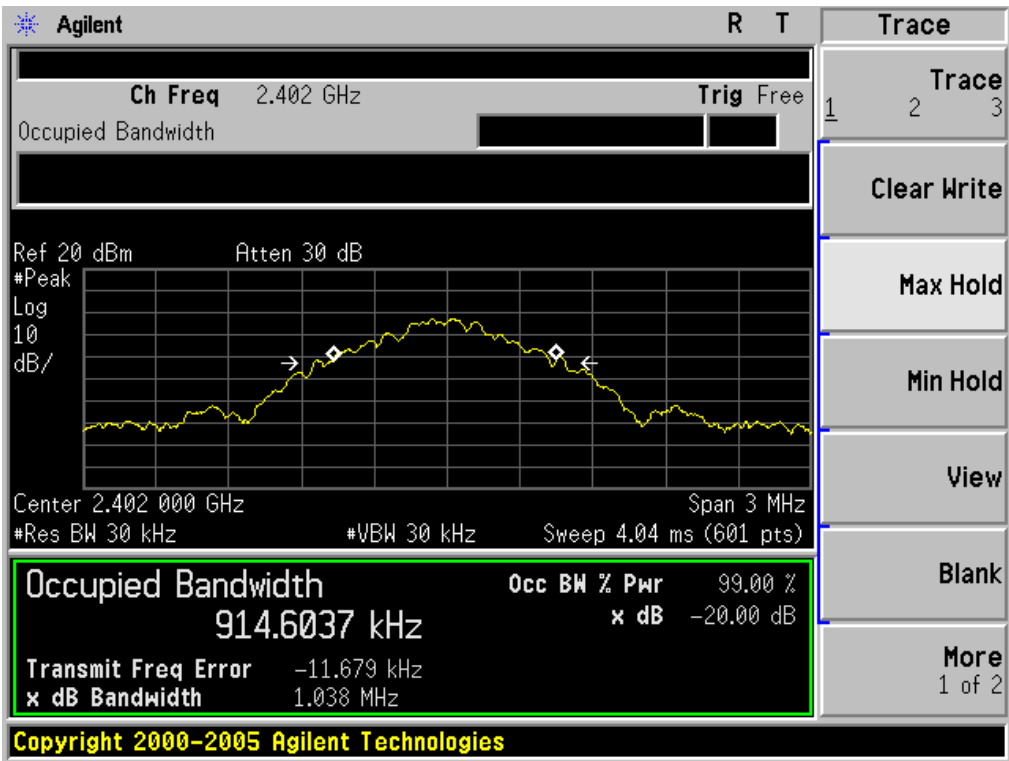 Agilent R T Trace
Ch Freq 2.402 GHz Trig Free
Occupied Bandwidth
Trace
1 2 3
Clear Write
Max Hold
Min Hold
View
Blank
More
1 of 2
Ref 20 dBm Atten 30 dB
#Peak
Log
10
dB/
Center 2.402 000 GHz Span 3 MHz
#Res BW 30 kHz #VBW 30 kHz Sweep 4.04 ms (601 pts)
Occupied Bandwidth Occ BW % Pwr 99.00 %
914.6037 kHz x dB -20.00 dB
Transmit Freq Error -11.679 kHz
x dB Bandwidth 1.038 MHz
Copyright 2000-2005 Agilent Technologies